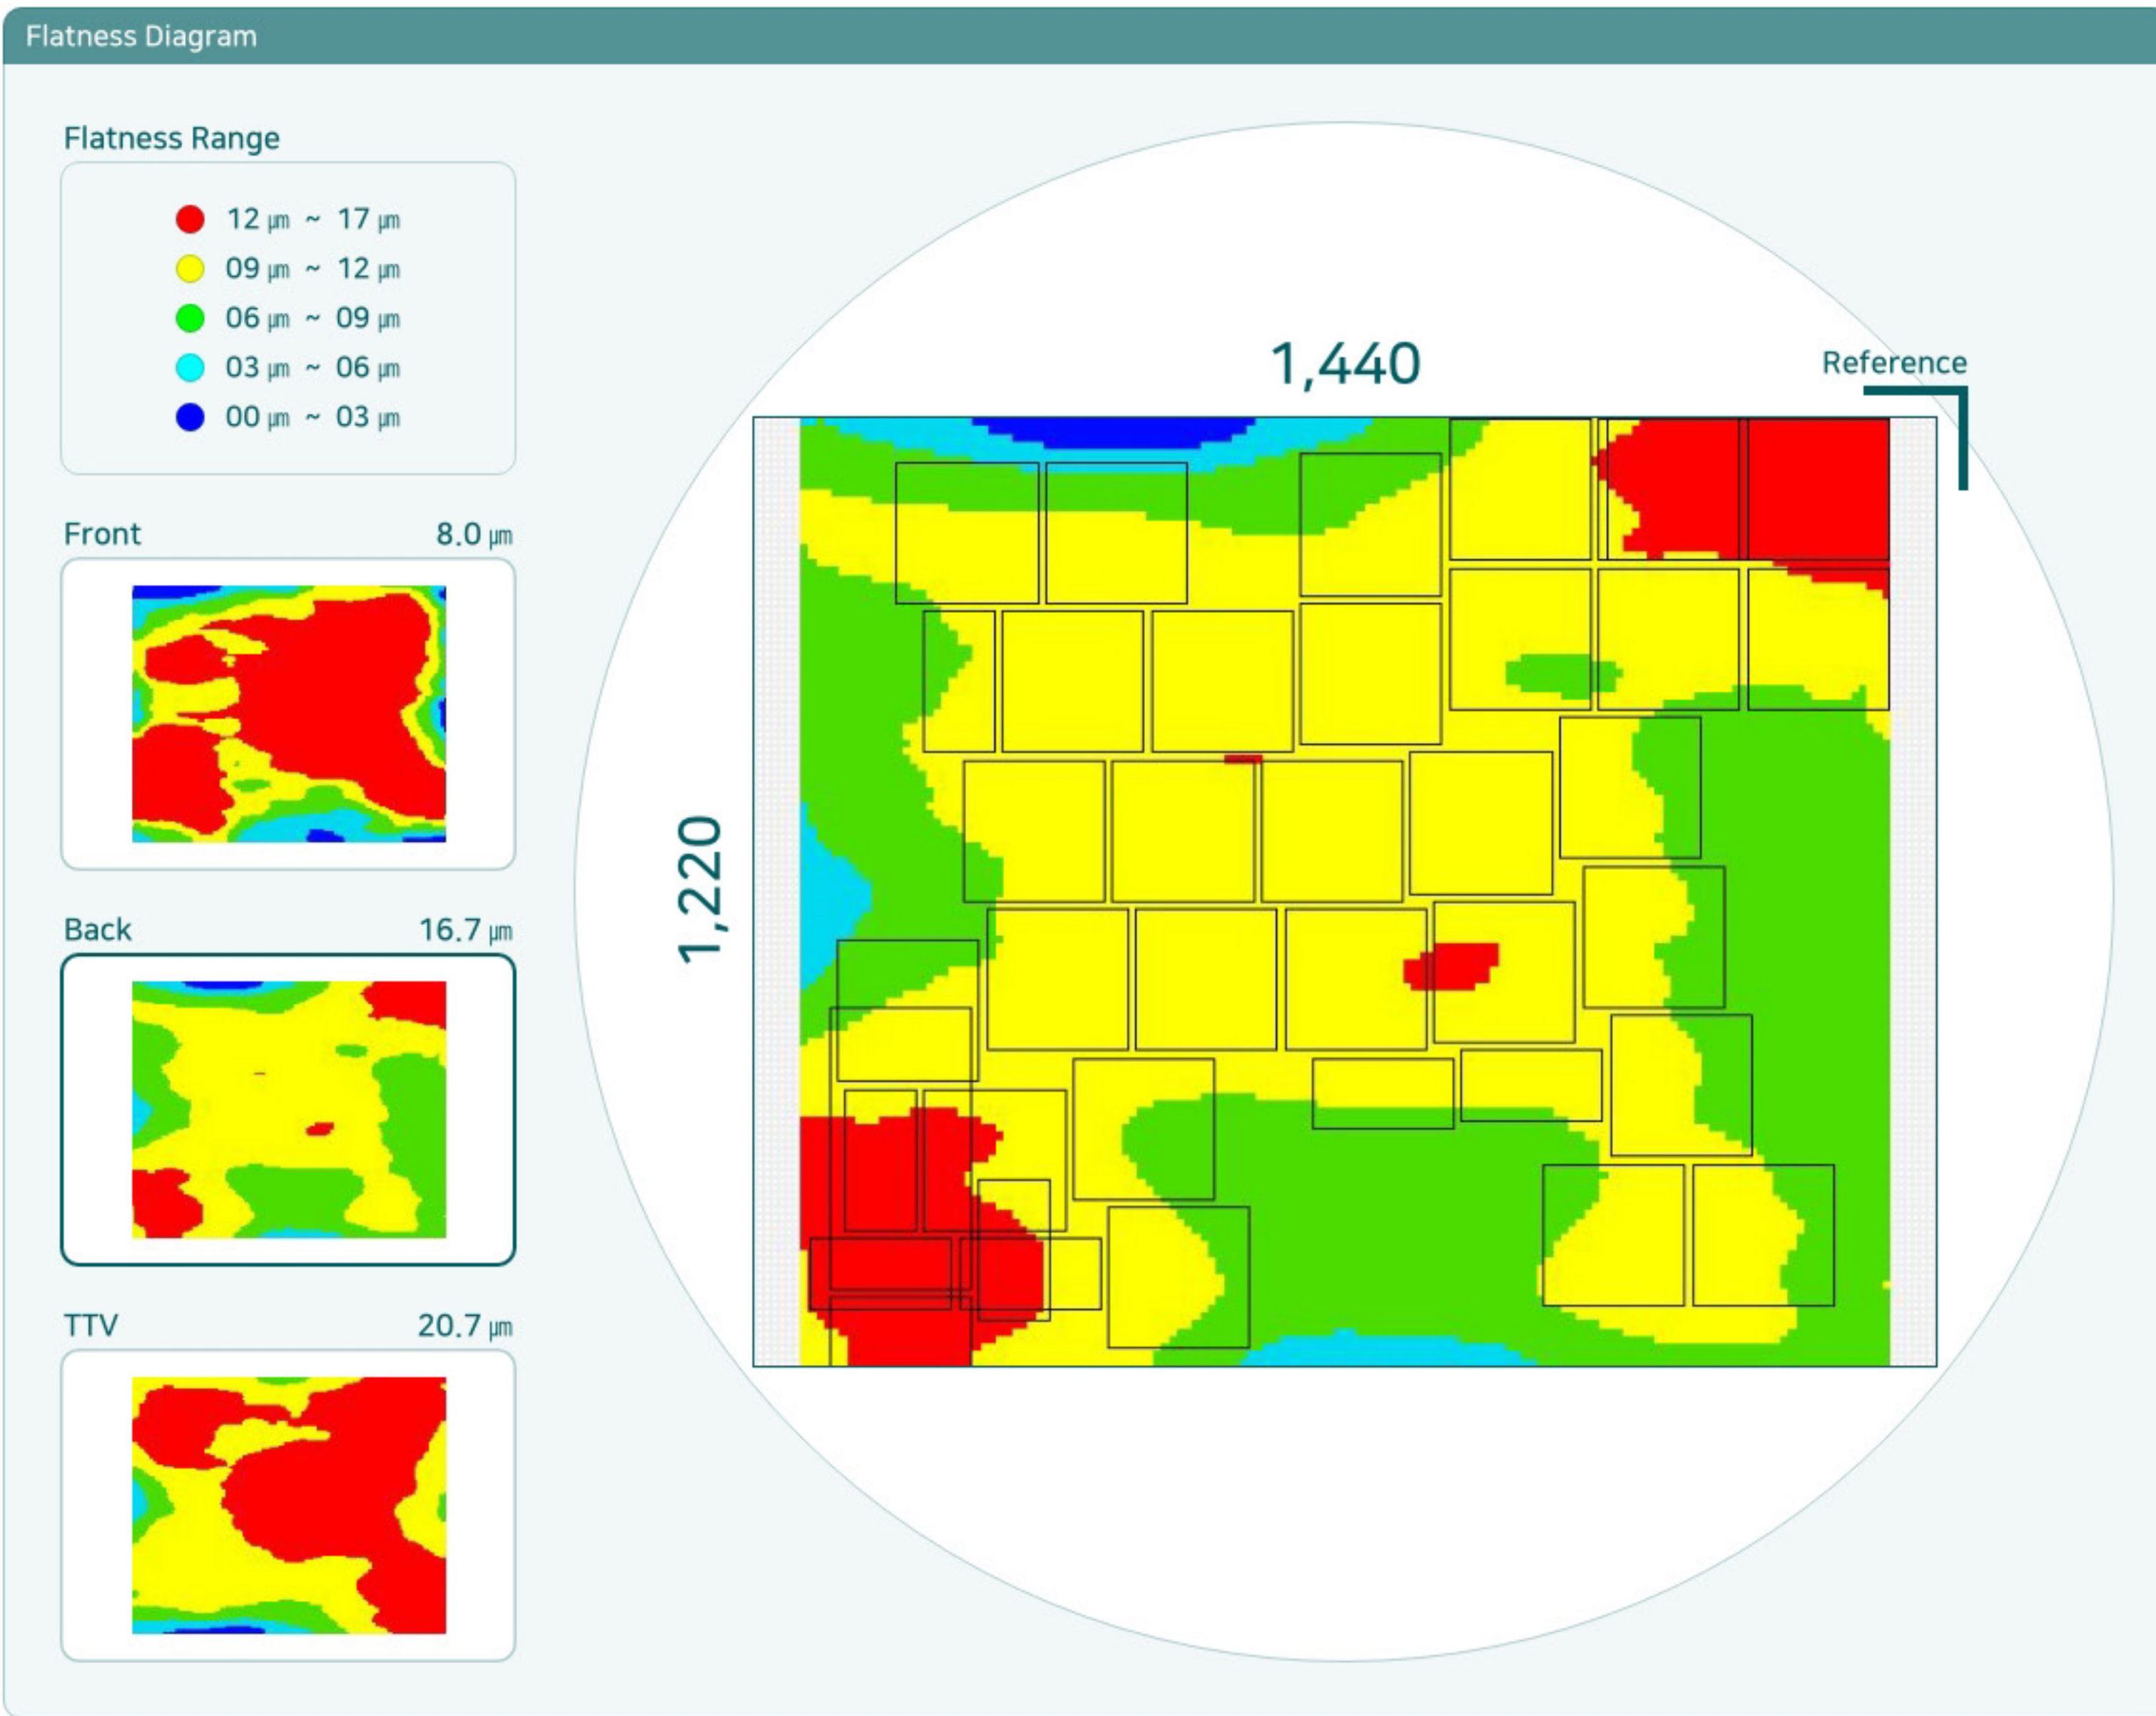 Flatness Diagram
Flatness Range
12 ㎛ ~ 17 ㎛
09 ㎛ ~ 12 ㎛
06 ㎛ ~ 09 ㎛
03 ㎛ ~ 06 ㎛
00 ㎛ ~ 03 ㎛
Front 8.0 ㎛
Back 16.7 ㎛
TTV 20.7 ㎛
1,440
Reference
1,220